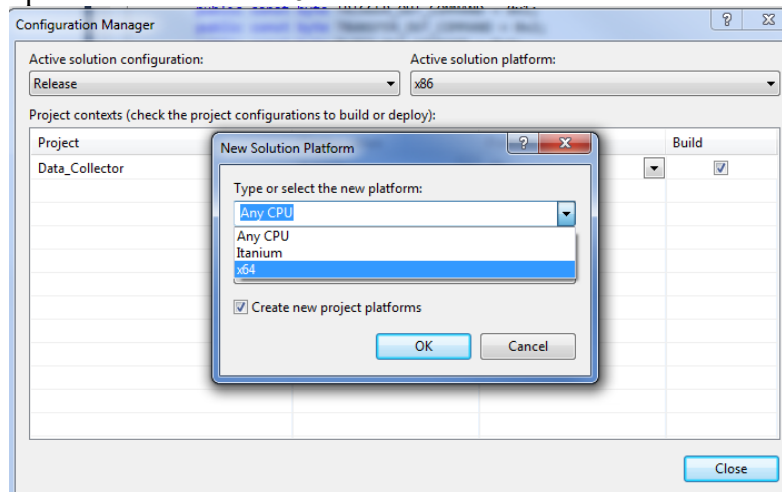 Configuration Manager
Active solution configuration:
Active solution platform:
Release
x86
Project contexts (check the project configurations to build or deploy):
Project
Build
Data_Collector
New Solution Platform
Type or select the new platform:
Any CPU
Any CPU
Itanium
x64
Create new project platforms
OK
Cancel
Close